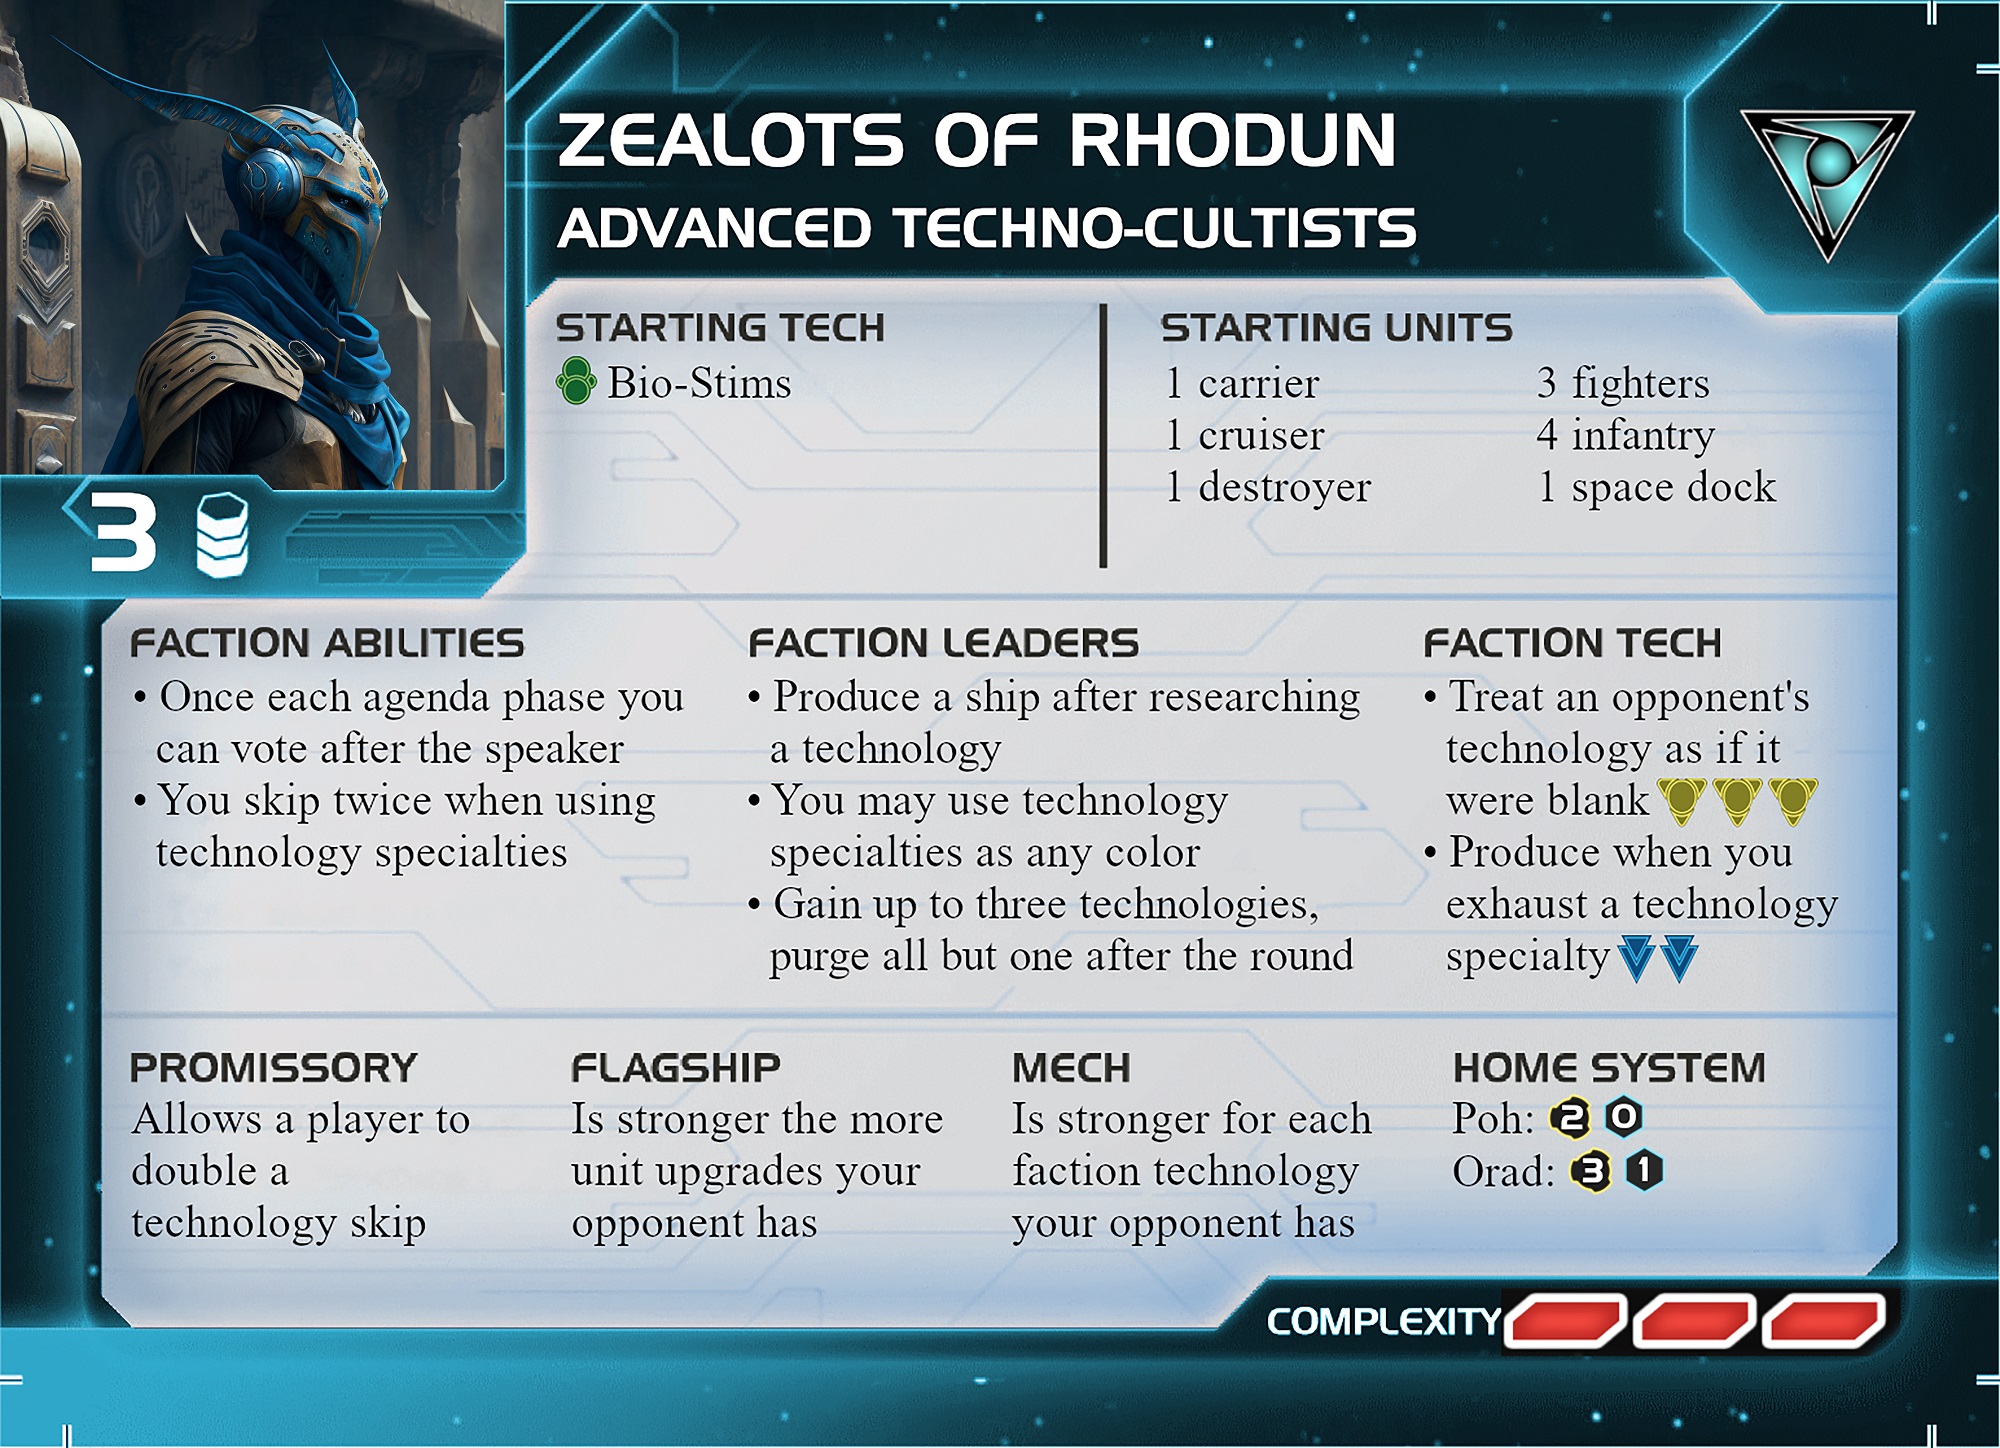 ZEALOTS OF RHODUN
ADVANCED TECHNO-CULTISTS
3
STARTING TECH
Bio-Stims
STARTING UNITS
1 carrier
1 cruiser
1 destroyer
3 fighters
4 infantry
1 space dock
FACTION ABILITIES
• Once each agenda phase you
can vote after the speaker
• You skip twice when using
technology specialties
FACTION LEADERS
• Produce a ship after researching
a technology
• You may use technology
specialties as any color
• Gain up to three technologies,
purge all but one after the round
FACTION TECH
• Treat an opponent's
technology as if it
were blank
• Produce when you
exhaust a technology
specialty
PROMISSORY
Allows a player to
double a
technology skip
FLAGSHIP
Is stronger the more
unit upgrades your
opponent has
MECH
Is stronger for each
faction technology
your opponent has
HOME SYSTEM
Poh: 2 0
Orad: 3 1
COMPLEXITY